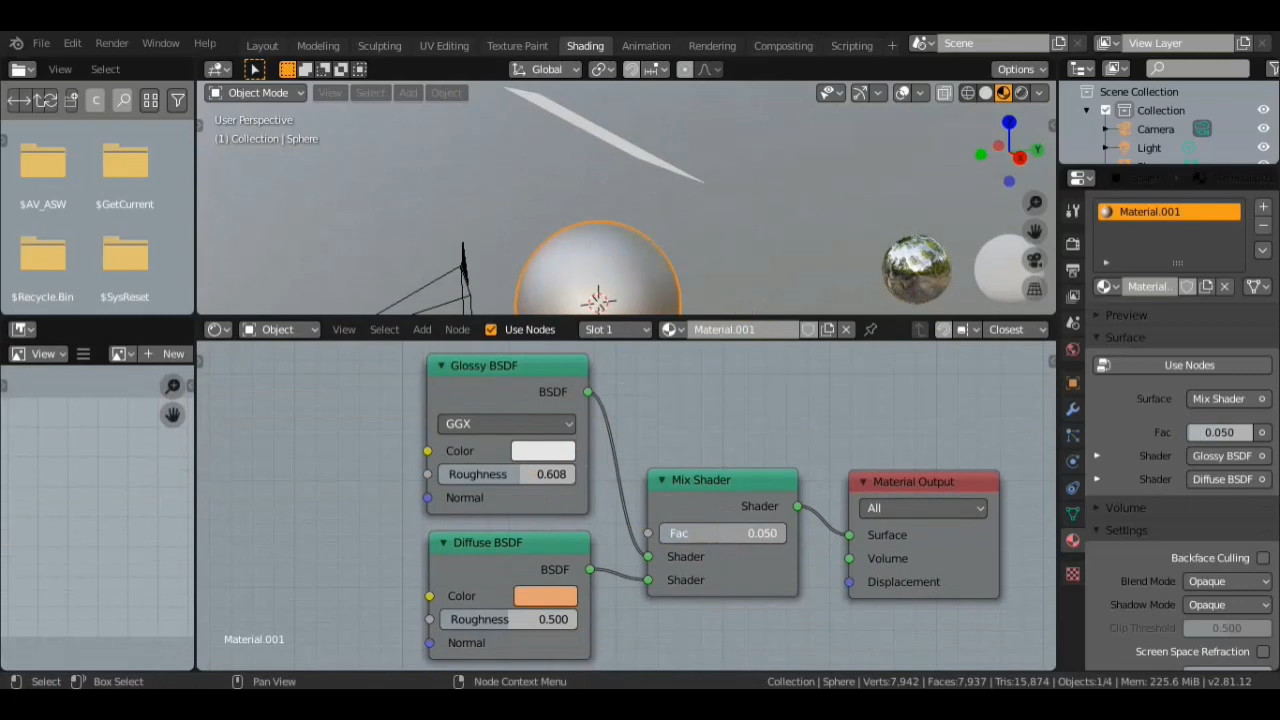 File Edit Render Window Help Layout Modeling Sculpting UV Editing Texture Paint Shading Animation Rendering Compositing Scripting + Scene View Layer
View Select Global Options
Object Mode View Select Add Object
User Perspective
(1) Collection | Sphere
$AV_ASW $GetCurrent
$Recycle.Bin $SysReset
Scene Collection
Collection
Camera
Light
Material.001
Material..
Preview
Surface
Use Nodes
Surface Mix Shader
Fac 0.050
Shader Glossy BSDF
Shader Diffuse BSDF
Volume
Settings
Backface Culling
Blend Mode Opaque
Shadow Mode Opaque
Clip Threshold 0.500
Screen Space Refraction
View + New
Object View Select Add Node Use Nodes Slot 1 Material.001 Closest
Glossy BSDF
BSDF
GGX
Color
Roughness 0.608
Normal
Diffuse BSDF
BSDF
Color
Roughness 0.500
Normal
Mix Shader
Shader
Fac 0.050
Shader
Shader
Material Output
All
Surface
Volume
Displacement
Material.001
Select Box Select Pan View Node Context Menu Collection | Sphere | Verts:7,942 | Faces:7,937 | Tris:15,874 | Objects:1/4 | Mem: 225.6 MiB | v2.81.12